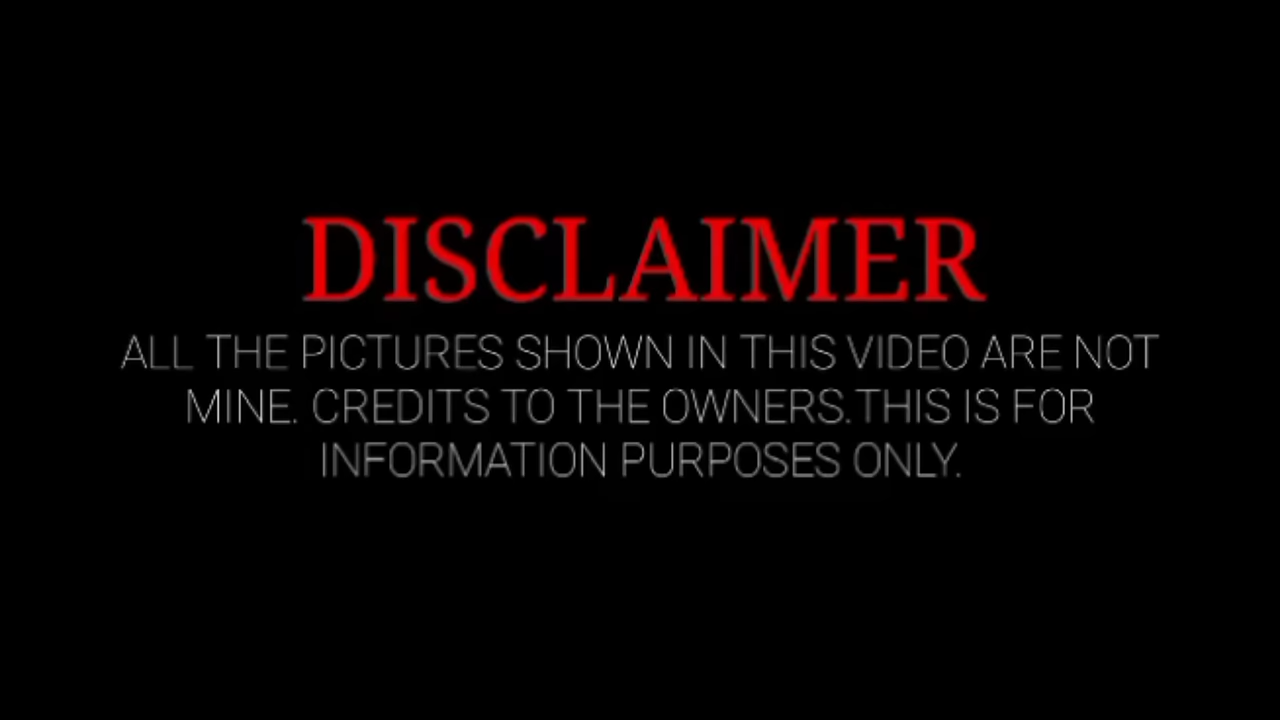 DISCLAIMER
ALL THE PICTURES SHOWN IN THIS VIDEO ARE NOT
MINE. CREDITS TO THE OWNERS.THIS IS FOR
INFORMATION PURPOSES ONLY.